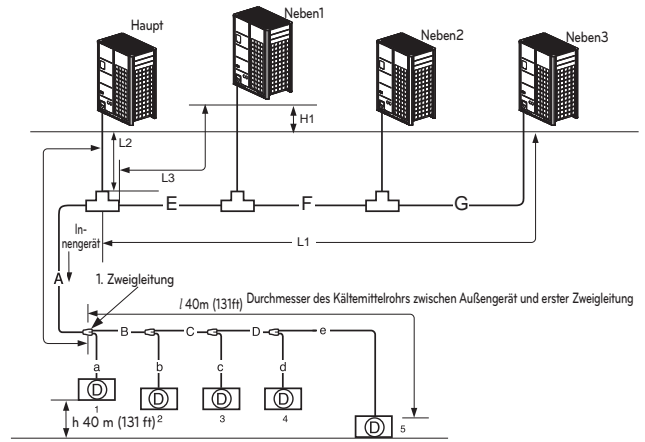 Haupt
Neben1
Neben2
Neben3
H1
L2
L3
E
F
G
In-
nengerät
L1
A
1. Zweigleitung
l 40m (131ft)
Durchmesser des Kältemittelrohrs zwischen Außengerät und erster Zweigleitung
B
C
D
e
a
b
c
d
D
D
D
D
D
1
2
3
4
5
h 40 m (131 ft)